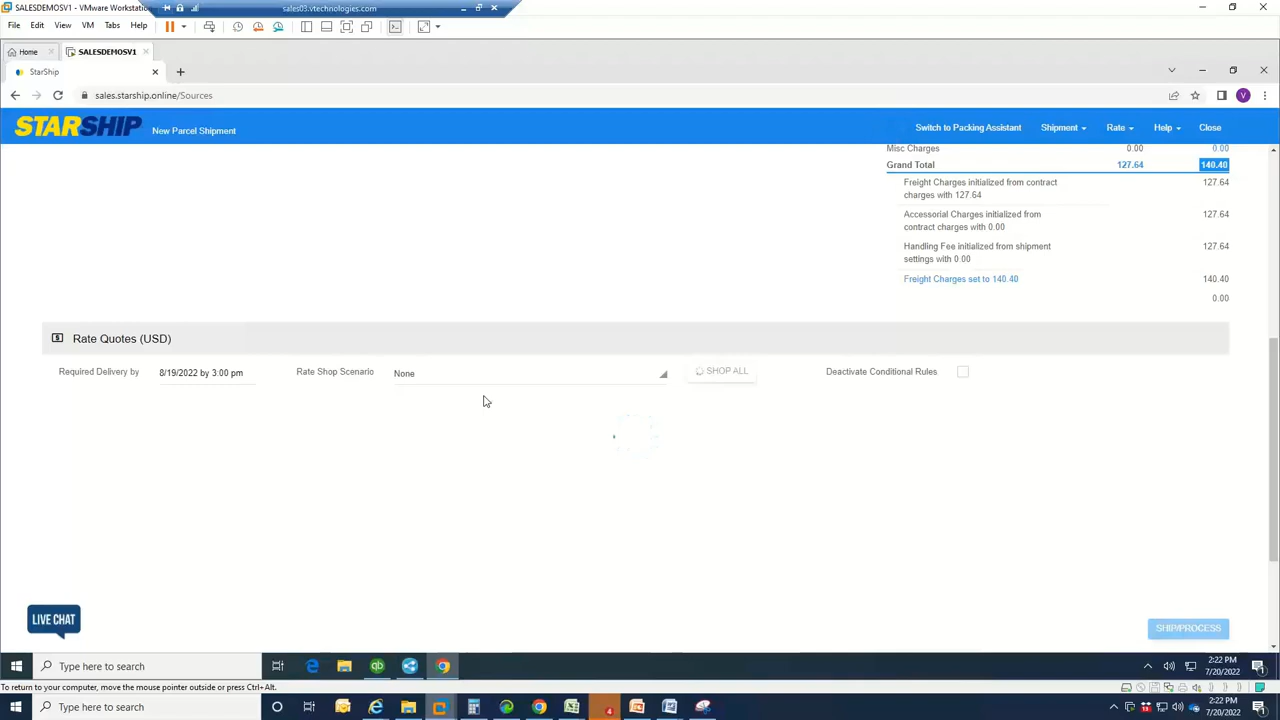 SALESDEMOSV1 - VMware Workstatio
sales03.vtechnologies.com
File Edit View VM Tabs Help
Home
SALESDEMOSV1
StarShip
sales.starship.online/Sources
V
STARSHIP
New Parcel Shipment
Switch to Packing Assistant
Shipment
Rate
Help
Close
Misc Charges 0.00 0.00
Grand Total 127.64 140.40
Freight Charges initialized from contract 127.64
charges with 127.64
Accessorial Charges initialized from 127.64
contract charges with 0.00
Handling Fee initialized from shipment 127.64
settings with 0.00
Freight Charges set to 140.40 140.40
0.00
Rate Quotes (USD)
Required Delivery by 8/19/2022 by 3:00 pm Rate Shop Scenario None SHOP ALL Deactivate Conditional Rules
LIVE CHAT
SHIP/PROCESS
Type here to search
2:22 PM
7/20/2022
To return to your computer, move the mouse pointer outside or press Ctrl+Alt.
Type here to search
2:22 PM
7/20/2022